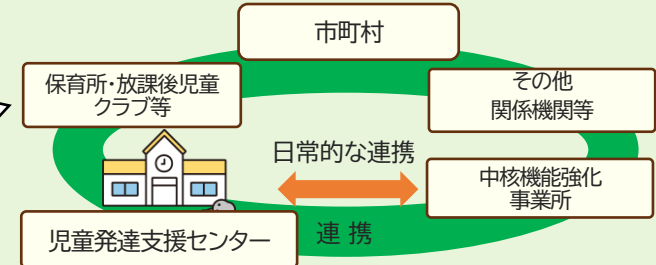 市町村
保育所・放課後児童
クラブ等
その他
関係機関等
日常的な連携
中核機能強化
事業所
児童発達支援センター
連 携